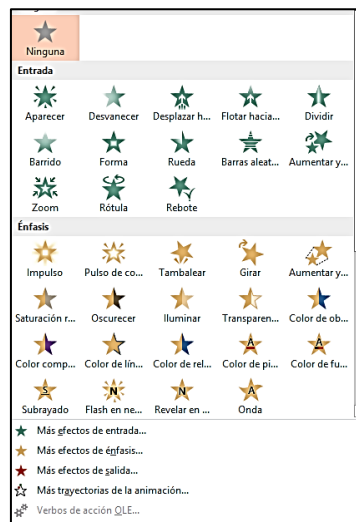 Ninguna
Entrada
Aparecer Desvanecer Desplazar h... Flotar hacia... Dividir
Barrido Forma Rueda Barras aleat... Aumentar y...
Zoom Rótula Rebote
Énfasis
Impulso Pulso de co... Tambalear Girar Aumentar y...
Saturación r... Oscurecer Iluminar Transparen... Color de ob...
Color comp... Color de lín... Color de rel... Color de pi... Color de fu...
Subrayado Flash en ne... Revelar en ... Onda
Más efectos de entrada...
Más efectos de énfasis...
Más efectos de salida...
Más trayectorias de la animación...
Verbos de acción OLE...